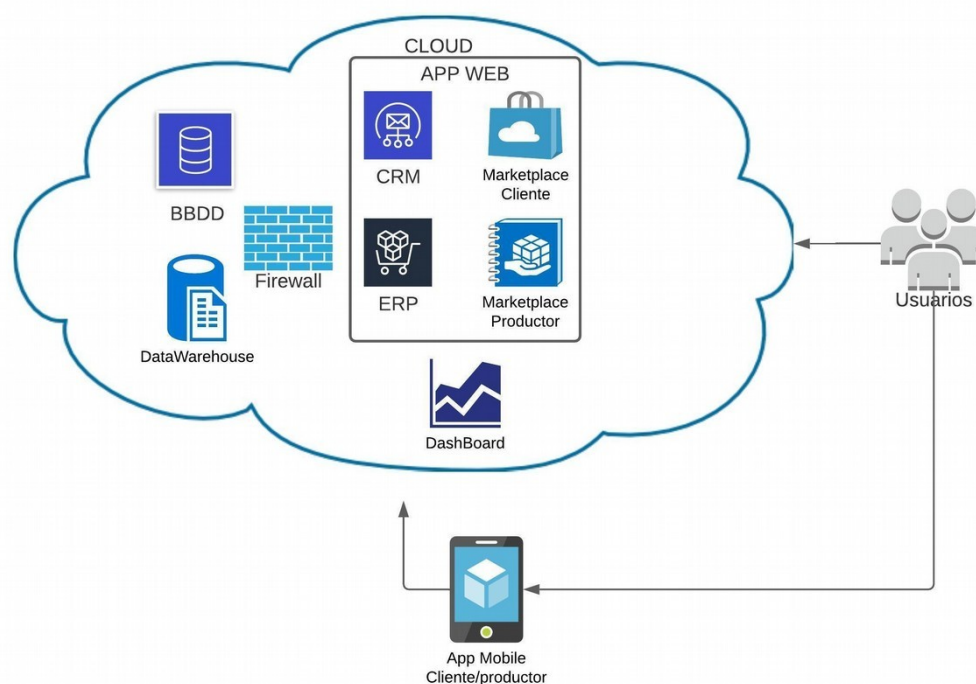 CLOUD
APP WEB
CRM
Marketplace
Cliente
BBDD
Firewall
ERP
Marketplace
Productor
DataWarehouse
DashBoard
Usuarios
App Mobile
Cliente/productor